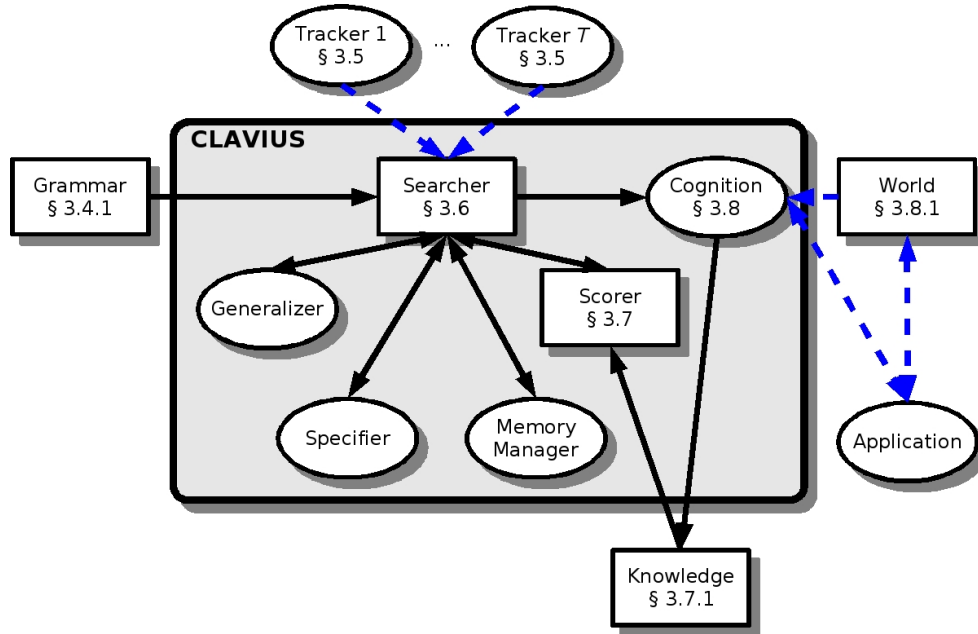 Tracker 1
§ 3.5
...
Tracker T
§ 3.5
CLAVIUS
Grammar
§ 3.4.1
Searcher
§ 3.6
Cognition
§ 3.8
World
§ 3.8.1
Generalizer
Scorer
§ 3.7
Specifier
Memory
Manager
Application
Knowledge
§ 3.7.1